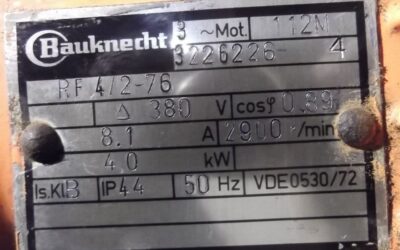 Bauknecht 3 ~Mot. 112M
3226226- 4
RF 4/2-76
Δ 380 V cosφ 0.89
8.1 A 2900 /min
4.0 kW
Is.Kl.B IP44 50 Hz VDE0530/72